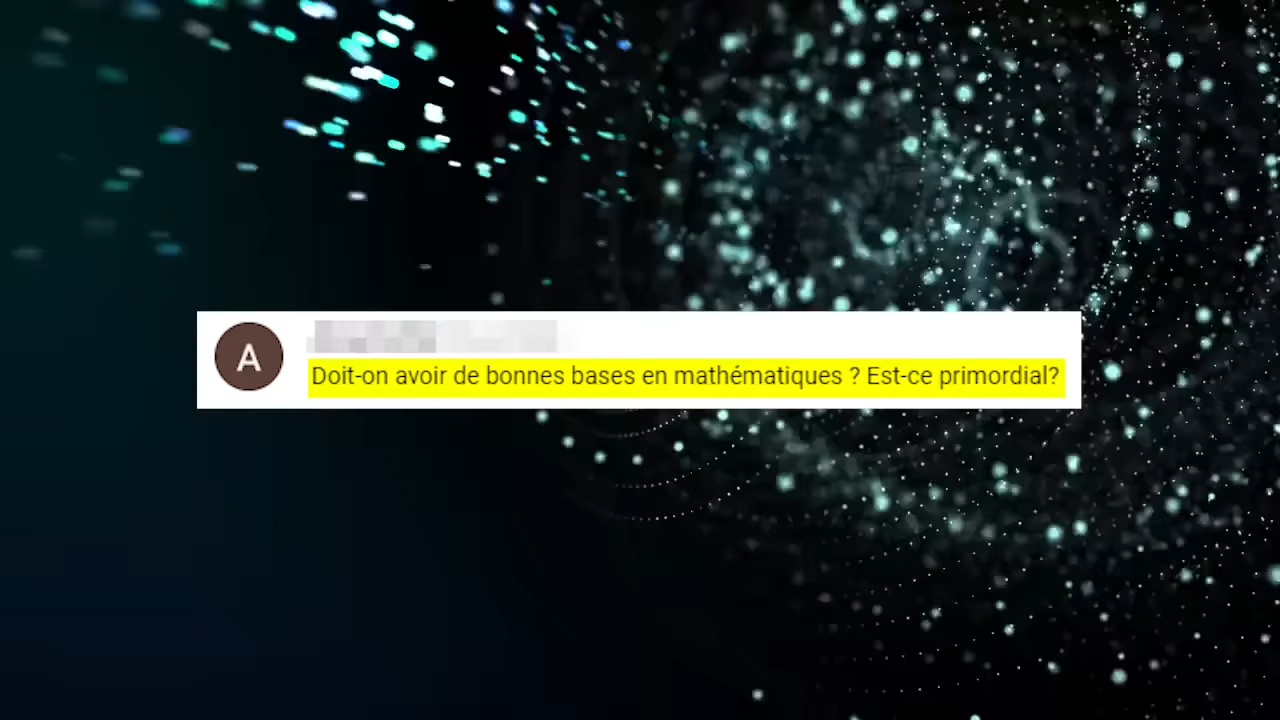 A
Doit-on avoir de bonnes bases en mathématiques ? Est-ce primordial?